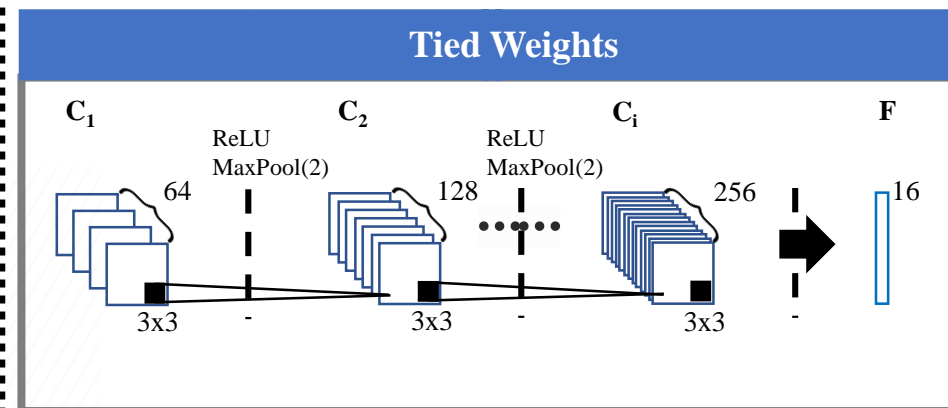 Tied Weights
C1 C2 Ci F
ReLU
MaxPool(2)
ReLU
MaxPool(2)
64 128 256 16
3x3 - 3x3 - 3x3 -